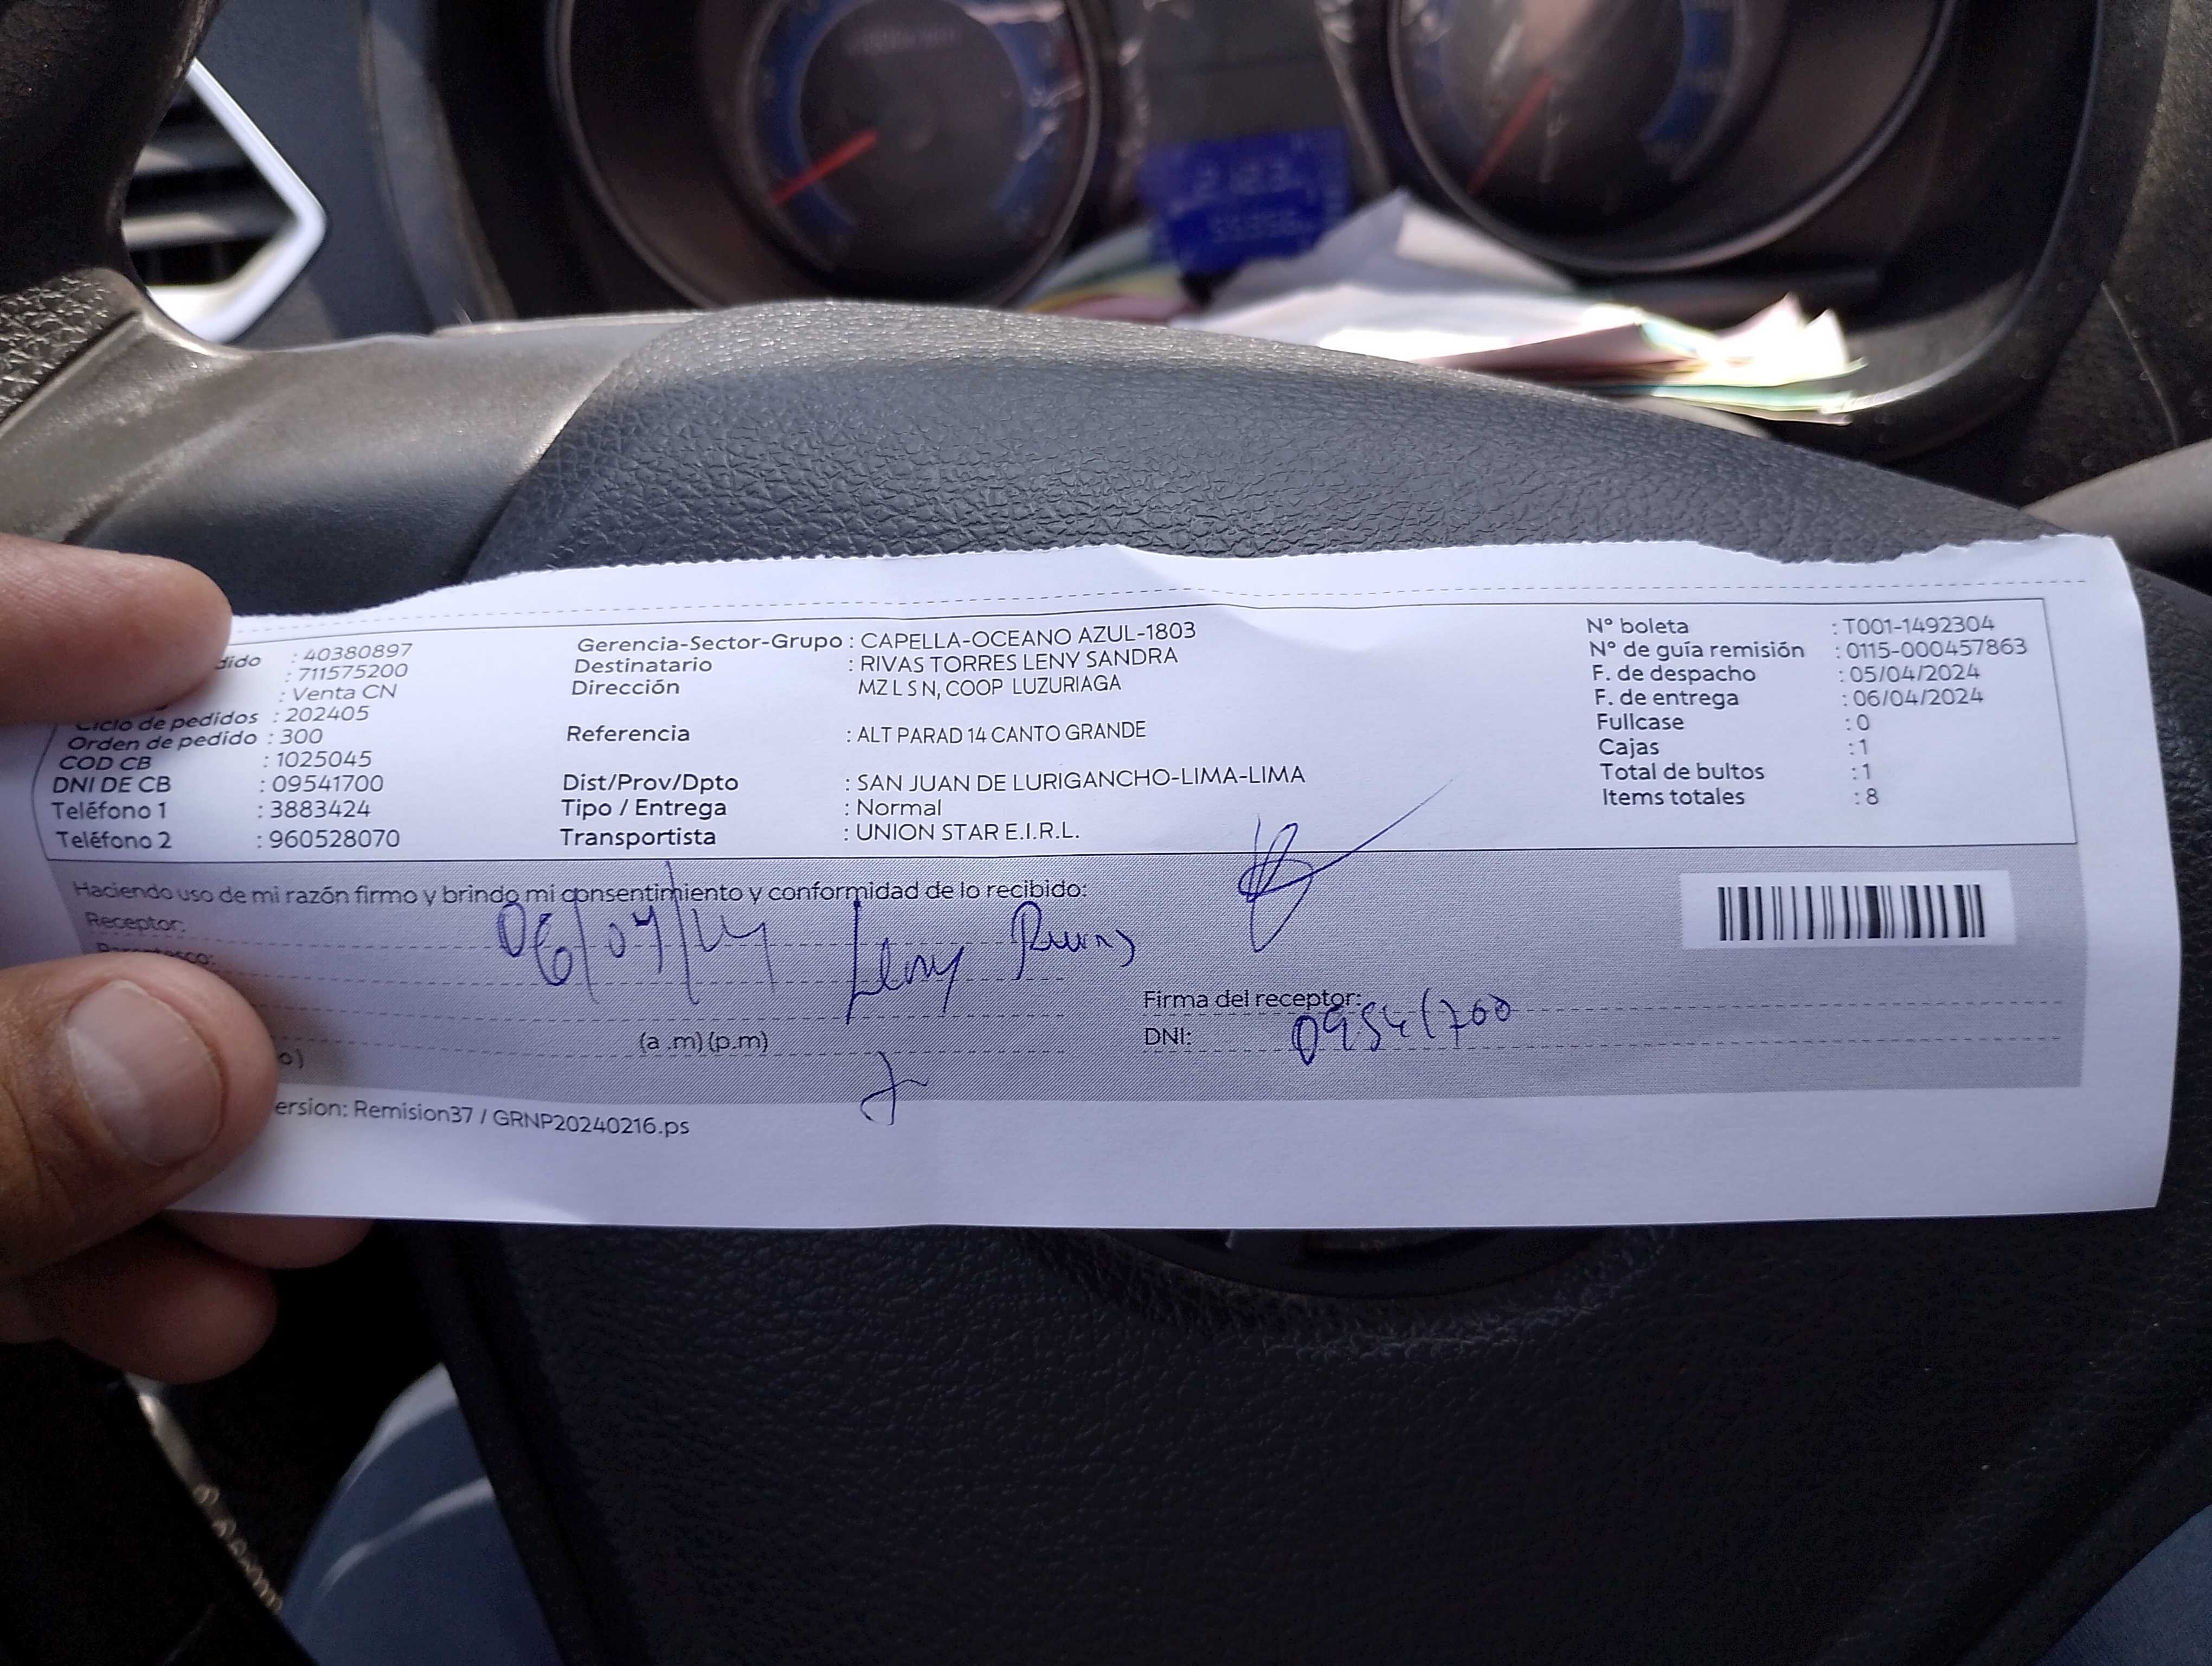 dido : 40380897
: 711575200
: Venta CN
Ciclo de pedidos : 202405
Orden de pedido : 300
COD CB : 1025045
DNI DE CB : 09541700
Teléfono 1 : 3883424
Teléfono 2 : 960528070
Gerencia-Sector-Grupo : CAPELLA-OCEANO AZUL-1803
Destinatario : RIVAS TORRES LENY SANDRA
Dirección MZ L S N, COOP LUZURIAGA
Referencia : ALT PARAD 14 CANTO GRANDE
Dist/Prov/Dpto : SAN JUAN DE LURIGANCHO-LIMA-LIMA
Tipo / Entrega : Normal
Transportista : UNION STAR E.I.R.L.
N° boleta : T001-1492304
N° de guía remisión : 0115-000457863
F. de despacho : 05/04/2024
F. de entrega : 06/04/2024
Fullcase : 0
Cajas : 1
Total de bultos : 1
Items totales : 8
Haciendo uso de mi razón firmo y brindo mi consentimiento y conformidad de lo recibido:
Receptor:
06/04/24 Leny Rivas
Firma del receptor:
(a .m) (p.m)
DNI: 09541700
o)
ersion: Remision37 / GRNP20240216.ps